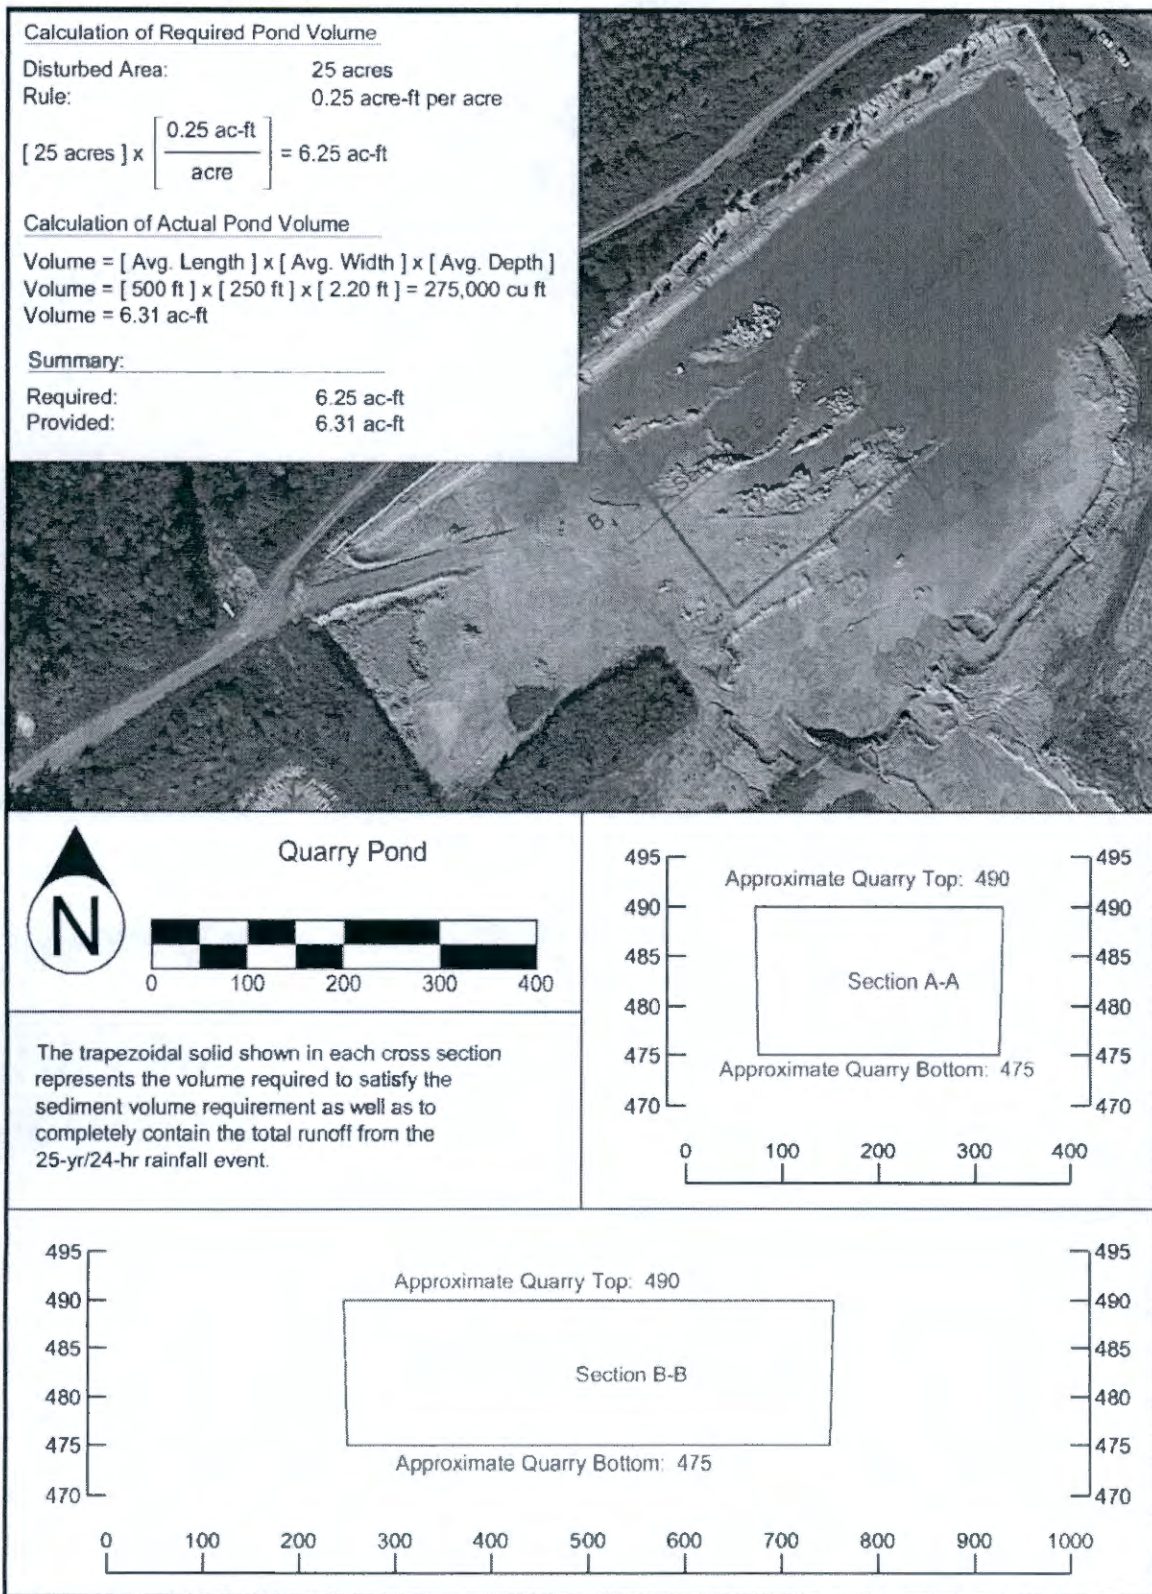 Calculation of Required Pond Volume
Disturbed Area: 25 acres
Rule: 0.25 acre-ft per acre
[ 25 acres ] x [ 0.25 ac-ft / acre ] = 6.25 ac-ft
Calculation of Actual Pond Volume
Volume = [ Avg. Length ] x [ Avg. Width ] x [ Avg. Depth ]
Volume = [ 500 ft ] x [ 250 ft ] x [ 2.20 ft ] = 275,000 cu ft
Volume = 6.31 ac-ft
Summary:
Required: 6.25 ac-ft
Provided: 6.31 ac-ft
B
N
Quarry Pond
0 100 200 300 400
The trapezoidal solid shown in each cross section
represents the volume required to satisfy the
sediment volume requirement as well as to
completely contain the total runoff from the
25-yr/24-hr rainfall event.
495 495
Approximate Quarry Top: 490
490 490
485 485
Section A-A
480 480
475 475
Approximate Quarry Bottom: 475
470 470
0 100 200 300 400
495 495
Approximate Quarry Top: 490
490 490
485 485
Section B-B
480 480
475 475
Approximate Quarry Bottom: 475
470 470
0 100 200 300 400 500 600 700 800 900 1000